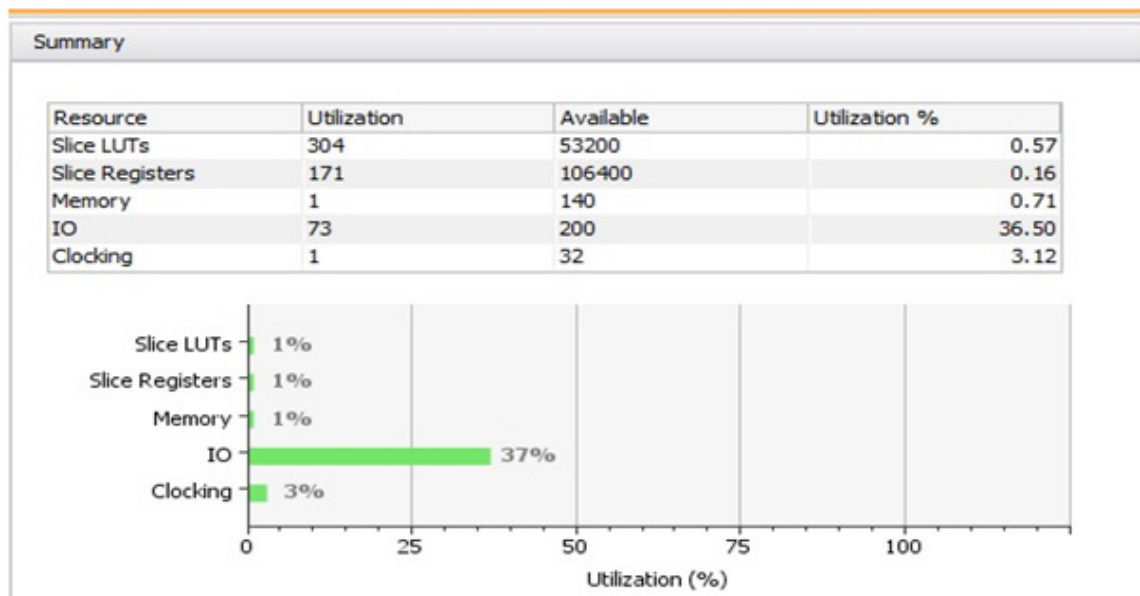 Summary
Resource Utilization Available Utilization %
Slice LUTs 304 53200 0.57
Slice Registers 171 106400 0.16
Memory 1 140 0.71
IO 73 200 36.50
Clocking 1 32 3.12
Slice LUTs 1%
Slice Registers 1%
Memory 1%
IO 37%
Clocking 3%
0 25 50 75 100
Utilization (%)